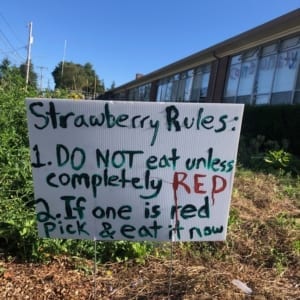 Strawberry Rules:
1. DO NOT eat unless
completely RED
2. If one is red
pick & eat it now